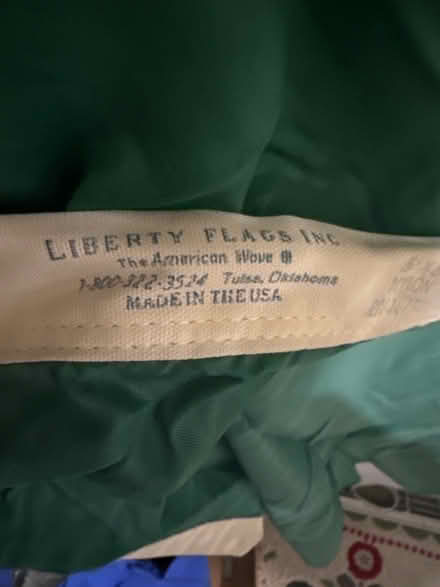 LIBERTY FLAGS INC
The American Wave ®
1-800-322-3524 Tulsa, Oklahoma
MADE IN THE USA